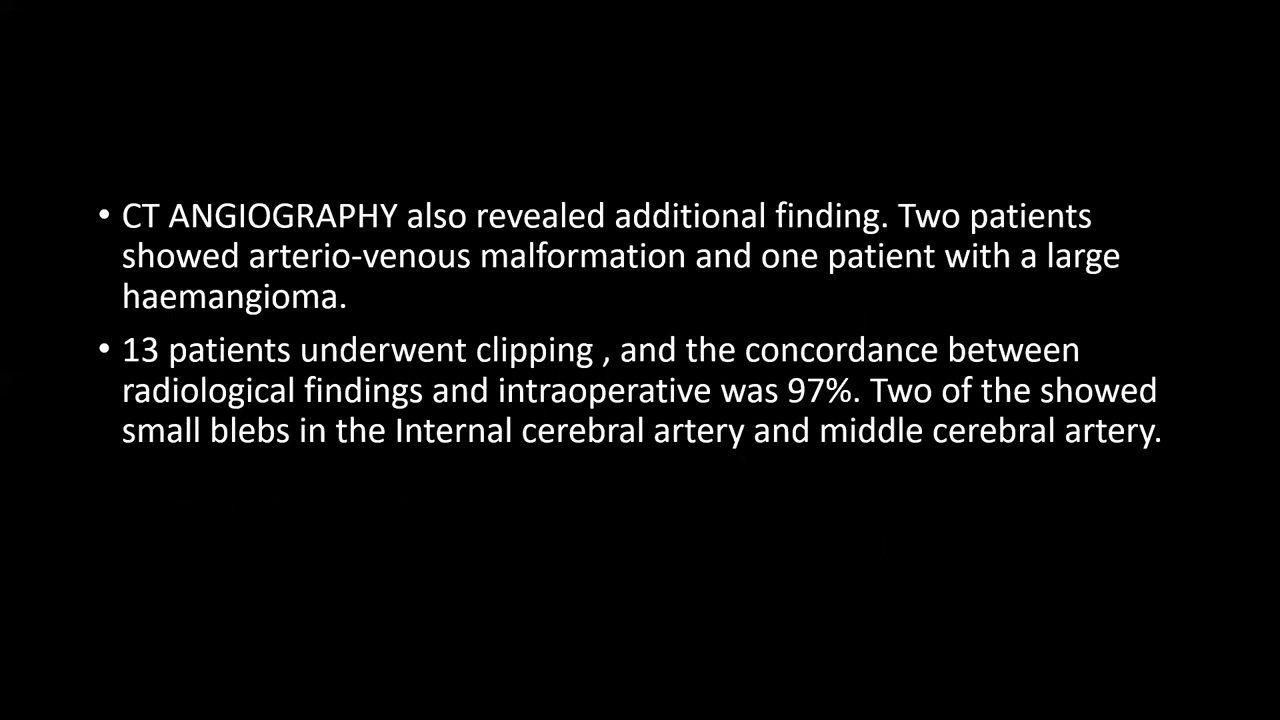 • CT ANGIOGRAPHY also revealed additional finding. Two patients
showed arterio-venous malformation and one patient with a large
haemangioma.
• 13 patients underwent clipping , and the concordance between
radiological findings and intraoperative was 97%. Two of the showed
small blebs in the Internal cerebral artery and middle cerebral artery.